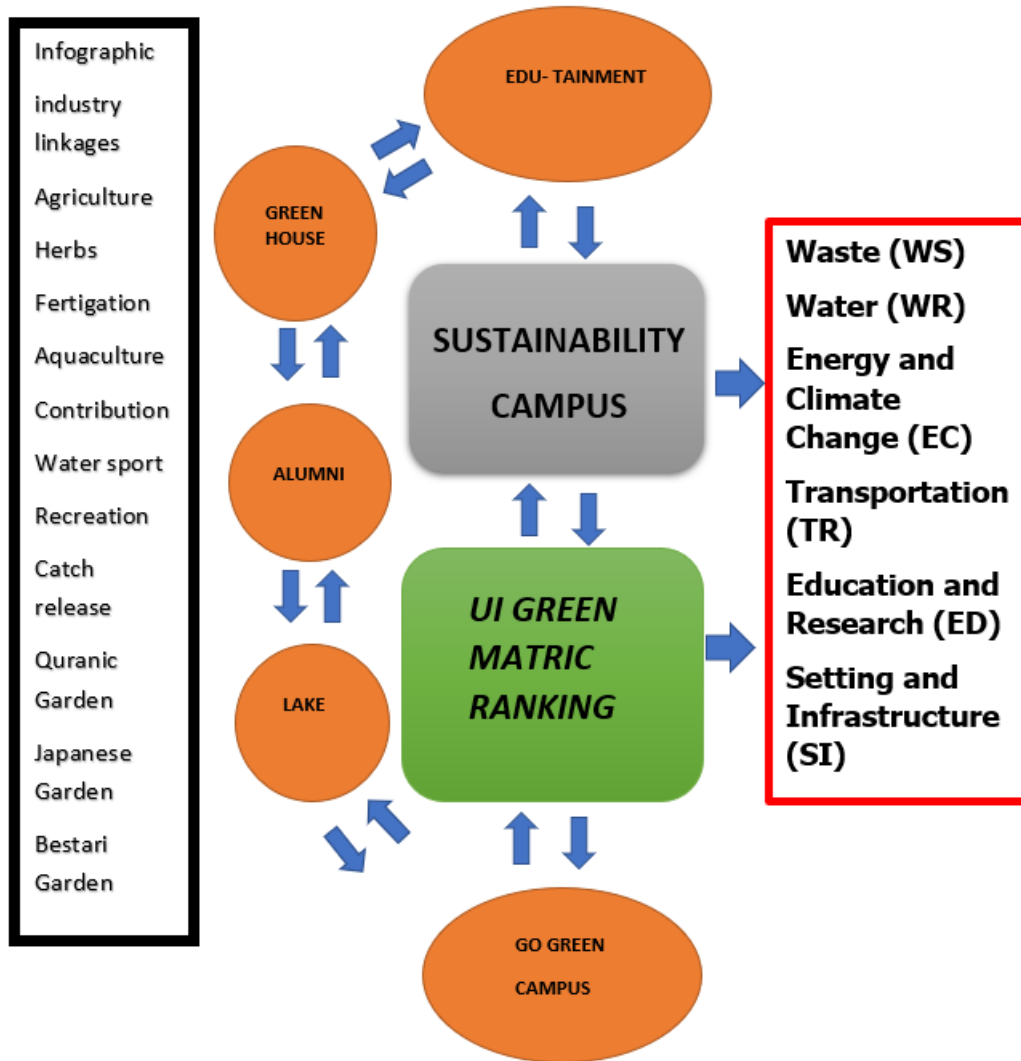 Infographic
industry
linkages
Agriculture
Herbs
Fertigation
Aquaculture
Contribution
Water sport
Recreation
Catch
release
Quranic
Garden
Japanese
Garden
Bestari
Garden
EDU- TAINMENT
GREEN
HOUSE
ALUMNI
LAKE
SUSTAINABILITY
CAMPUS
UI GREEN
MATRIC
RANKING
GO GREEN
CAMPUS
Waste (WS)
Water (WR)
Energy and
Climate
Change (EC)
Transportation
(TR)
Education and
Research (ED)
Setting and
Infrastructure
(SI)